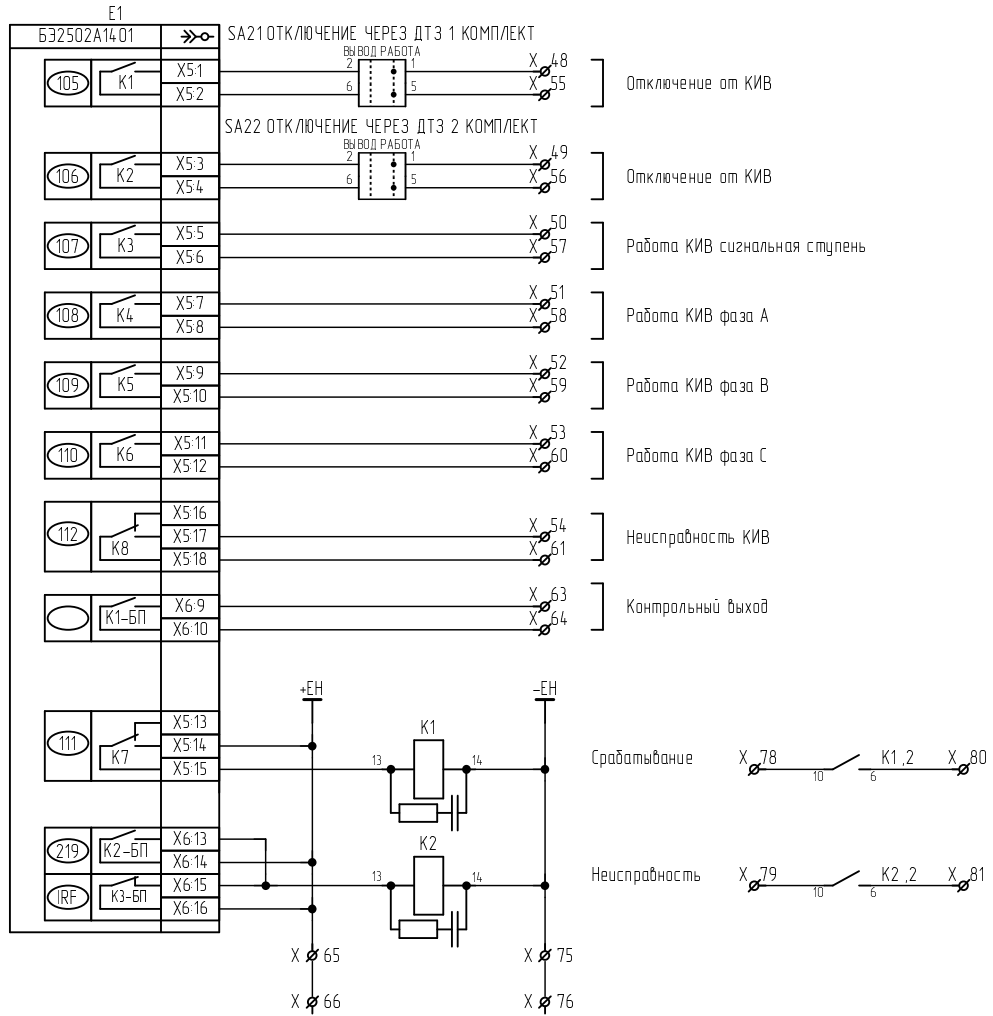 E1
БЭ2502А1401
SA21 ОТКЛЮЧЕНИЕ ЧЕРЕЗ ДТЗ 1 КОМПЛЕКТ
ВЫВОД РАБОТА
105 K1 X5:1 2 1 X 48
X5:2 6 5 X 55
Отключение от КИВ
SA22 ОТКЛЮЧЕНИЕ ЧЕРЕЗ ДТЗ 2 КОМПЛЕКТ
ВЫВОД РАБОТА
106 K2 X5:3 2 1 X 49
X5:4 6 5 X 56
Отключение от КИВ
107 K3 X5:5 X 50
X5:6 X 57
Работа КИВ сигнальная ступень
108 K4 X5:7 X 51
X5:8 X 58
Работа КИВ фаза А
109 K5 X5:9 X 52
X5:10 X 59
Работа КИВ фаза В
110 K6 X5:11 X 53
X5:12 X 60
Работа КИВ фаза С
112 K8 X5:16
X5:17 X 54
X5:18 X 61
Неисправность КИВ
K1-БП X6:9 X 63
X6:10 X 64
Контрольный выход
+EH -EH
111 K7 X5:13
X5:14 K1
X5:15 13 14
Срабатывание X 78 10 6 K1,2 X 80
219 K2-БП X6:13
X6:14 K2
IRF K3-БП X6:15 13 14
X6:16
Неисправность X 79 10 6 K2,2 X 81
X 65 X 75
X 66 X 76